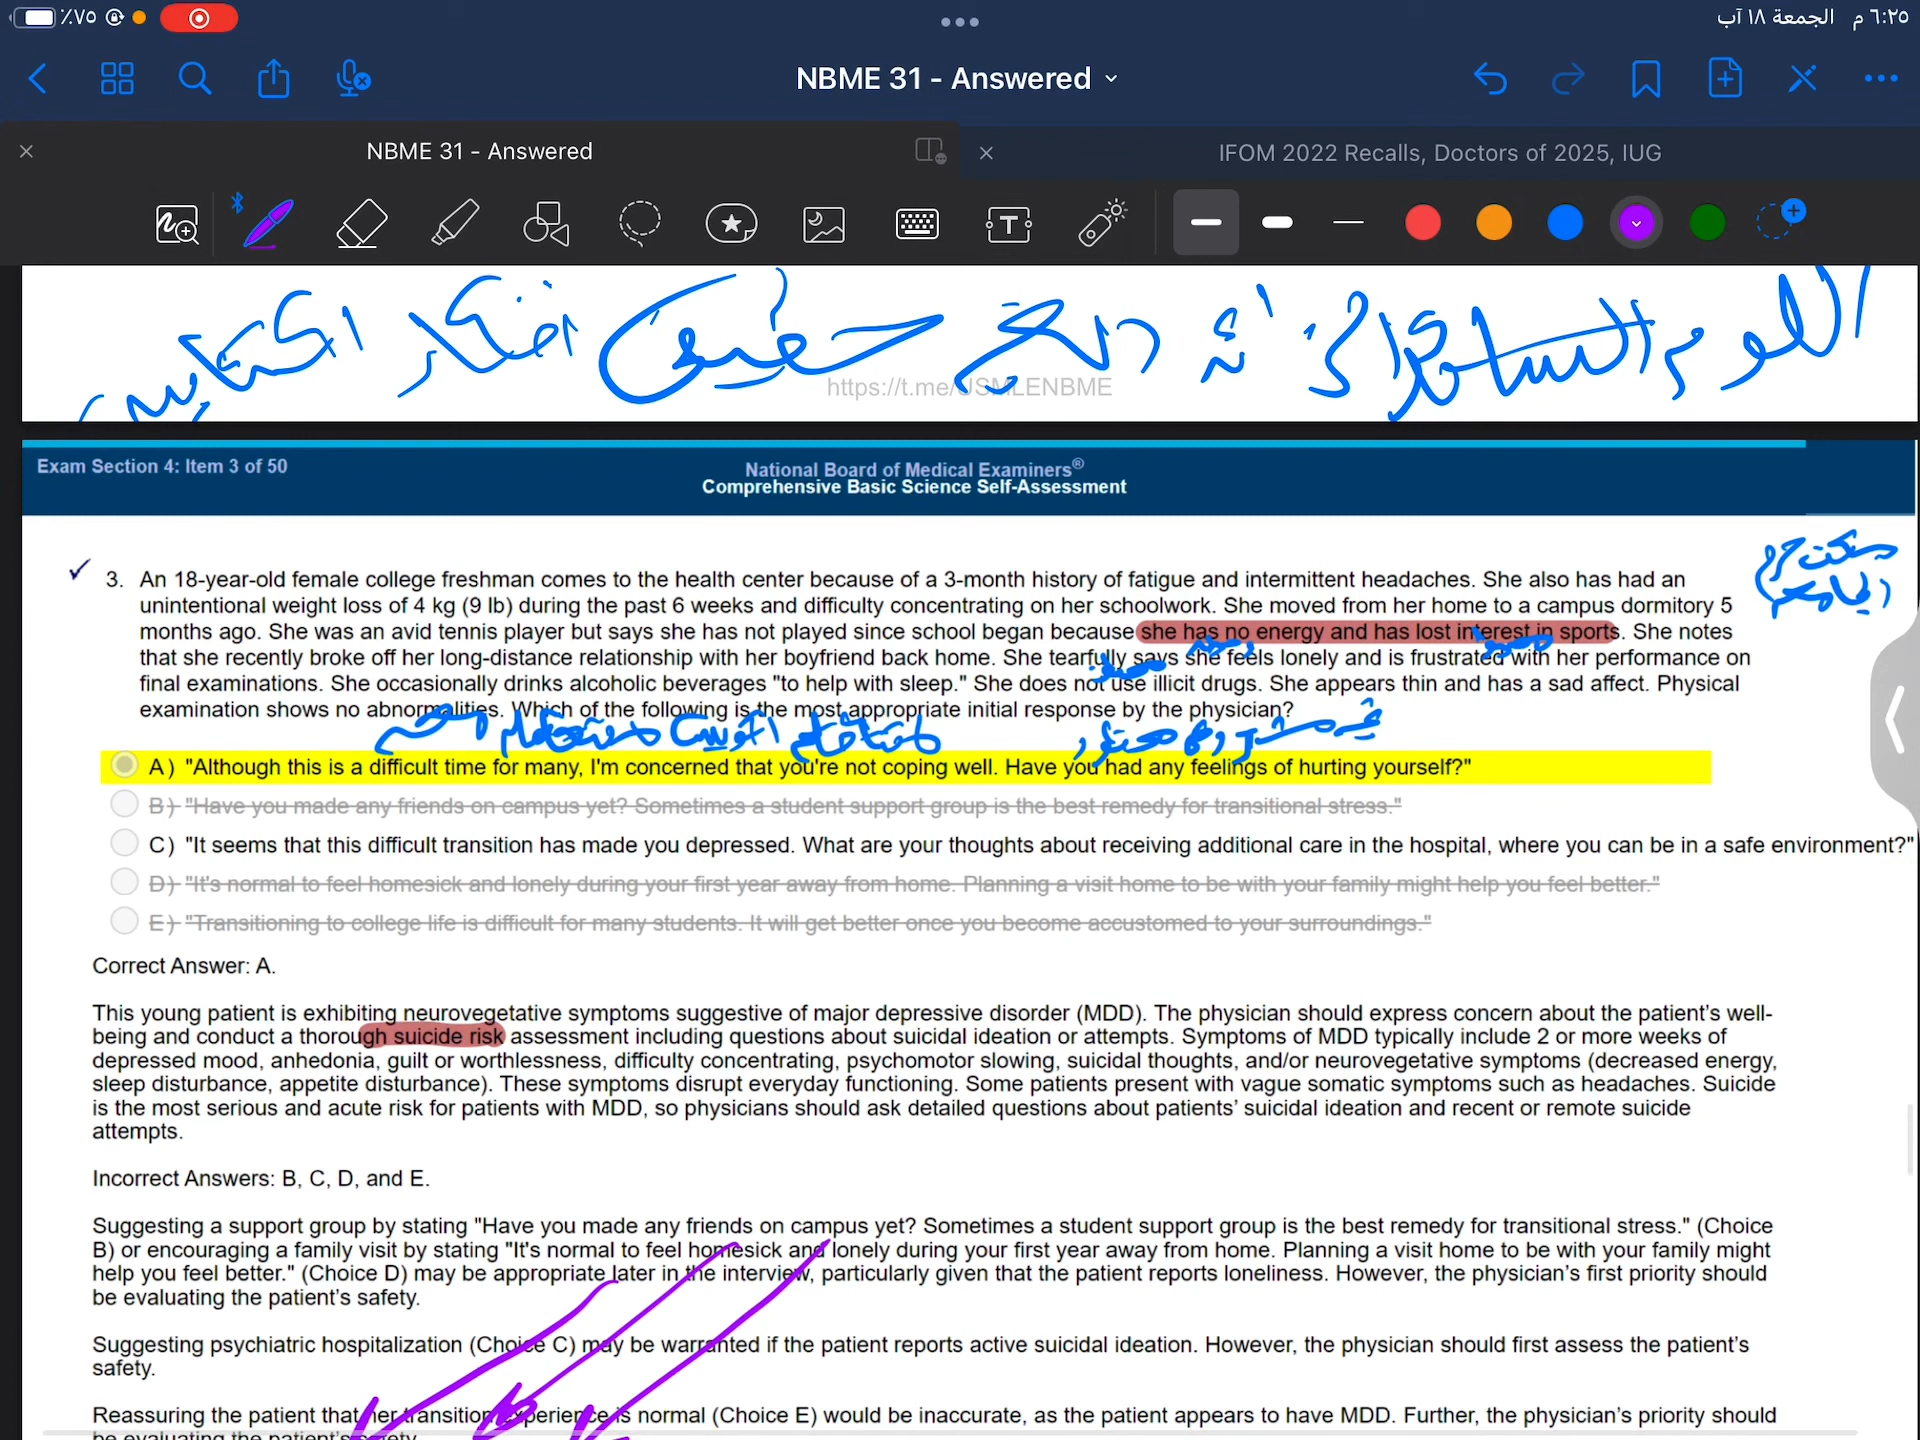 ٪٧٥
٦:٢٥ م الجمعة ١٨ آب
NBME 31 - Answered
NBME 31 - Answered
IFOM 2022 Recalls, Doctors of 2025, IUG
https://t.me/USMLENBME
Exam Section 4: Item 3 of 50
National Board of Medical Examiners®
Comprehensive Basic Science Self-Assessment
3. An 18-year-old female college freshman comes to the health center because of a 3-month history of fatigue and intermittent headaches. She also has had an
unintentional weight loss of 4 kg (9 lb) during the past 6 weeks and difficulty concentrating on her schoolwork. She moved from her home to a campus dormitory 5
months ago. She was an avid tennis player but says she has not played since school began because she has no energy and has lost interest in sports. She notes
that she recently broke off her long-distance relationship with her boyfriend back home. She tearfully says she feels lonely and is frustrated with her performance on
final examinations. She occasionally drinks alcoholic beverages "to help with sleep." She does not use illicit drugs. She appears thin and has a sad affect. Physical
examination shows no abnormalities. Which of the following is the most appropriate initial response by the physician?
A) "Although this is a difficult time for many, I'm concerned that you're not coping well. Have you had any feelings of hurting yourself?"
B) "Have you made any friends on campus yet? Sometimes a student support group is the best remedy for transitional stress."
C) "It seems that this difficult transition has made you depressed. What are your thoughts about receiving additional care in the hospital, where you can be in a safe environment?"
D) "It's normal to feel homesick and lonely during your first year away from home. Planning a visit home to be with your family might help you feel better."
E) "Transitioning to college life is difficult for many students. It will get better once you become accustomed to your surroundings."
Correct Answer: A.
This young patient is exhibiting neurovegetative symptoms suggestive of major depressive disorder (MDD). The physician should express concern about the patient's well-
being and conduct a thorough suicide risk assessment including questions about suicidal ideation or attempts. Symptoms of MDD typically include 2 or more weeks of
depressed mood, anhedonia, guilt or worthlessness, difficulty concentrating, psychomotor slowing, suicidal thoughts, and/or neurovegetative symptoms (decreased energy,
sleep disturbance, appetite disturbance). These symptoms disrupt everyday functioning. Some patients present with vague somatic symptoms such as headaches. Suicide
is the most serious and acute risk for patients with MDD, so physicians should ask detailed questions about patients' suicidal ideation and recent or remote suicide
attempts.
Incorrect Answers: B, C, D, and E.
Suggesting a support group by stating "Have you made any friends on campus yet? Sometimes a student support group is the best remedy for transitional stress." (Choice
B) or encouraging a family visit by stating "It's normal to feel homesick and lonely during your first year away from home. Planning a visit home to be with your family might
help you feel better." (Choice D) may be appropriate later in the interview, particularly given that the patient reports loneliness. However, the physician's first priority should
be evaluating the patient's safety.
Suggesting psychiatric hospitalization (Choice C) may be warranted if the patient reports active suicidal ideation. However, the physician should first assess the patient's
safety.
Reassuring the patient that her transition experience is normal (Choice E) would be inaccurate, as the patient appears to have MDD. Further, the physician's priority should
be evaluating the patient's safety.